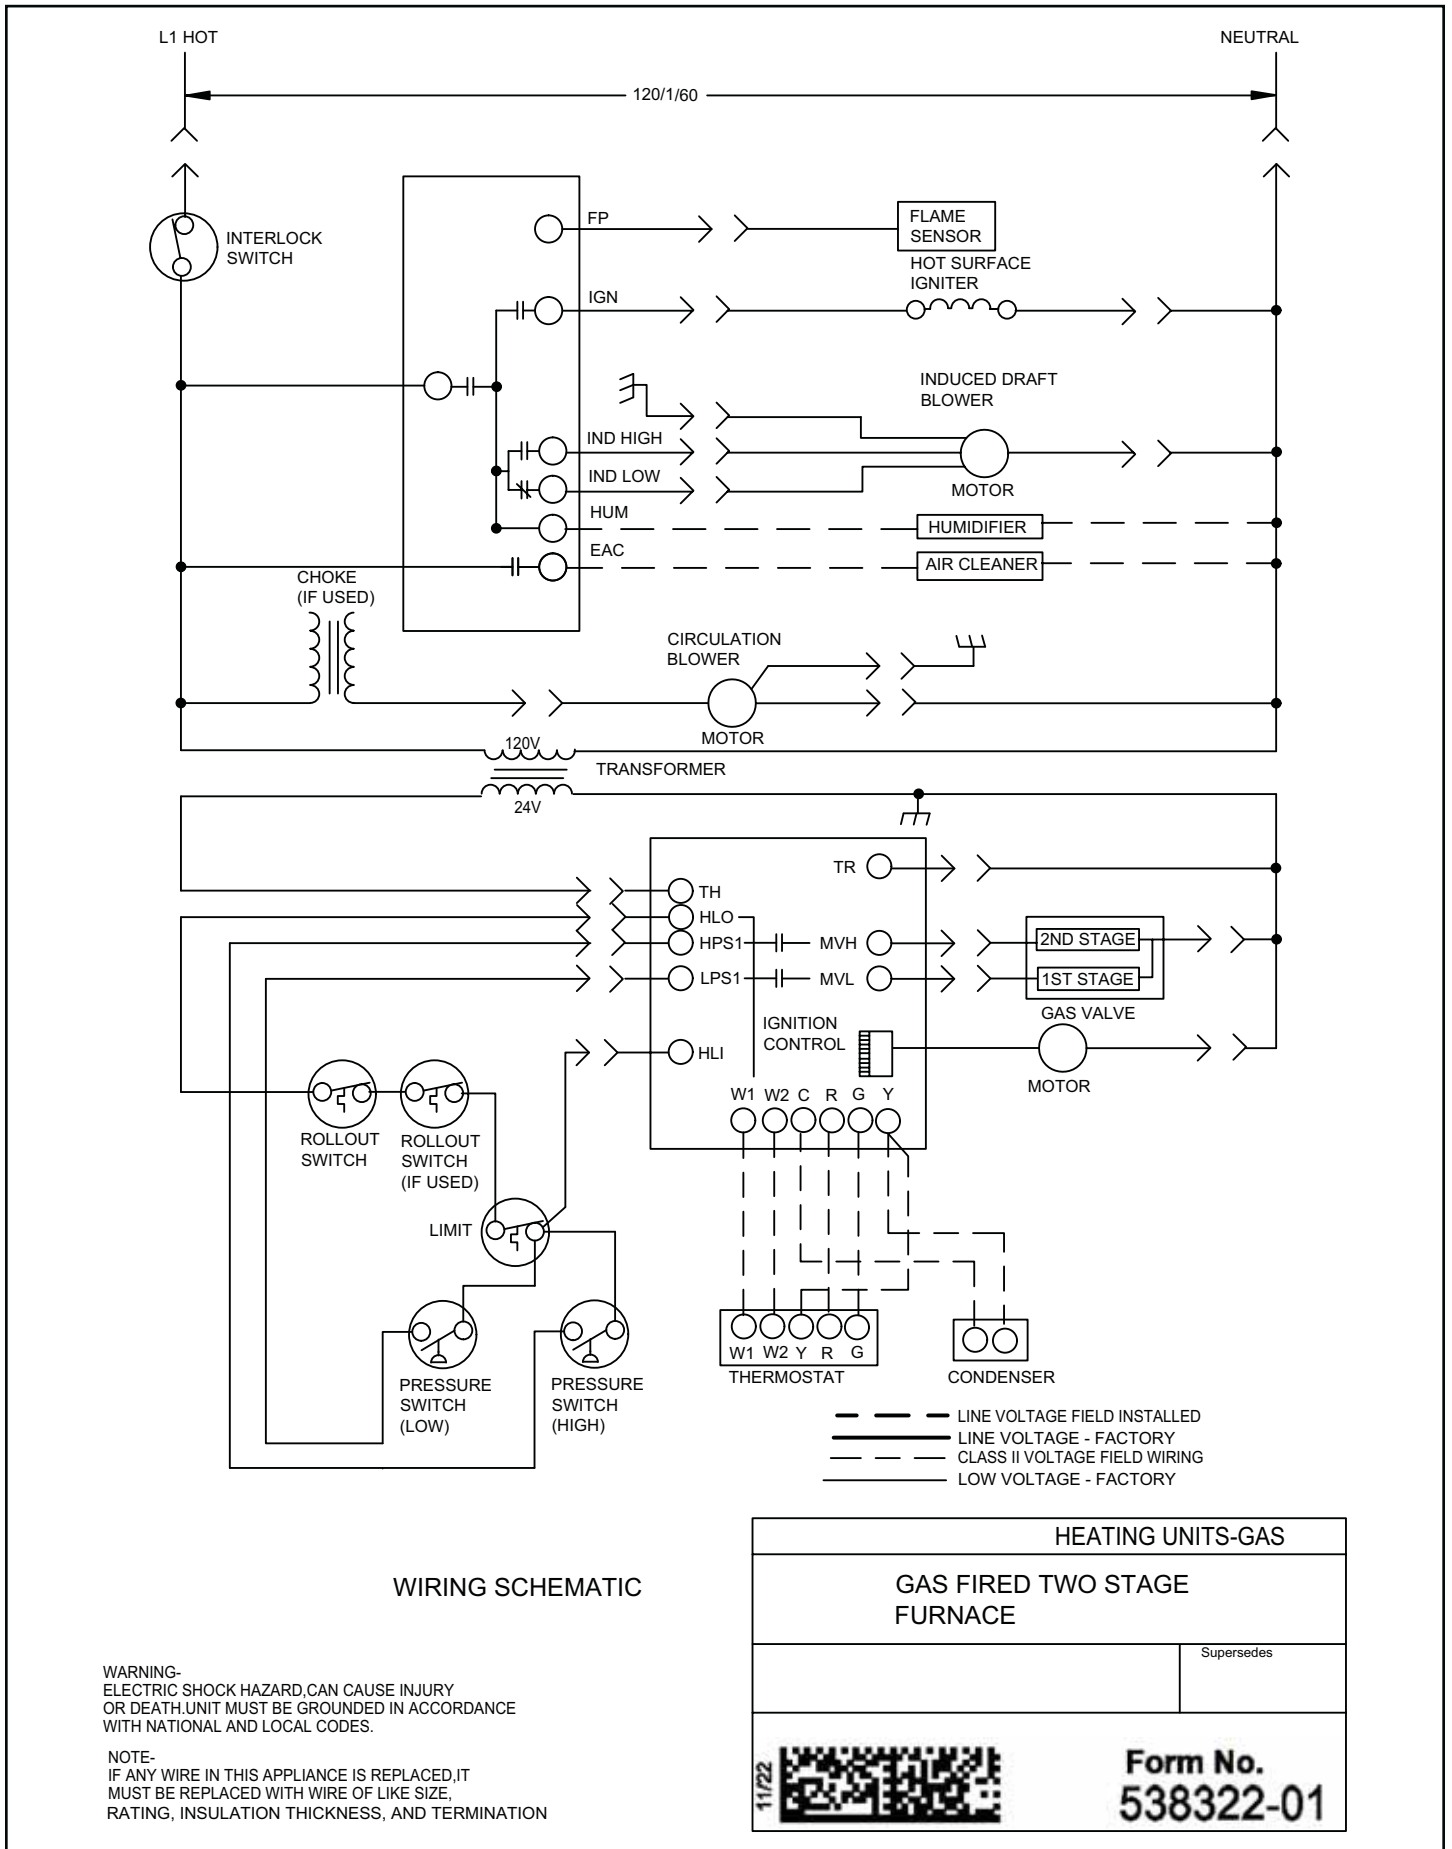 L1 HOT
NEUTRAL
120/1/60
INTERLOCK
SWITCH
FP
FLAME
SENSOR
HOT SURFACE
IGNITER
IGN
INDUCED DRAFT
BLOWER
IND HIGH
IND LOW
MOTOR
HUM
HUMIDIFIER
EAC
AIR CLEANER
CHOKE
(IF USED)
CIRCULATION
BLOWER
MOTOR
120V
TRANSFORMER
24V
TR
TH
HLO
HPS1
MVH
2ND STAGE
LPS1
MVL
1ST STAGE
GAS VALVE
IGNITION
CONTROL
HLI
MOTOR
W1 W2 C R G Y
ROLLOUT
SWITCH
ROLLOUT
SWITCH
(IF USED)
LIMIT
W1 W2 Y R G
THERMOSTAT
CONDENSER
PRESSURE
SWITCH
(LOW)
PRESSURE
SWITCH
(HIGH)
LINE VOLTAGE FIELD INSTALLED
LINE VOLTAGE - FACTORY
CLASS II VOLTAGE FIELD WIRING
LOW VOLTAGE - FACTORY
WIRING SCHEMATIC
HEATING UNITS-GAS
GAS FIRED TWO STAGE
FURNACE
Supersedes
WARNING-
ELECTRIC SHOCK HAZARD,CAN CAUSE INJURY
OR DEATH.UNIT MUST BE GROUNDED IN ACCORDANCE
WITH NATIONAL AND LOCAL CODES.
NOTE-
IF ANY WIRE IN THIS APPLIANCE IS REPLACED,IT
MUST BE REPLACED WITH WIRE OF LIKE SIZE,
RATING, INSULATION THICKNESS, AND TERMINATION
11/22
Form No.
538322-01